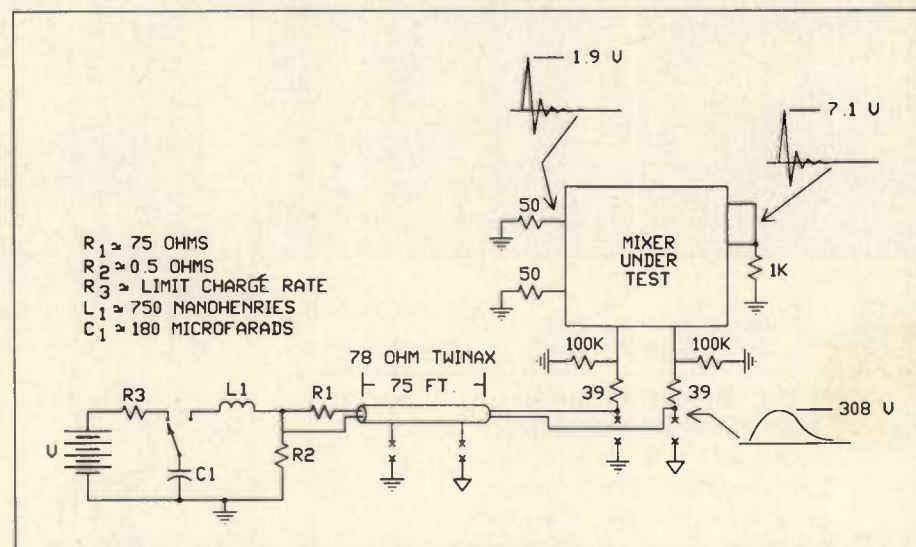 1.9 V
7.1 V
50
50
MIXER
UNDER
TEST
1K
R1 ≃ 75 OHMS
R2 ≃ 0.5 OHMS
R3 ≃ LIMIT CHARGE RATE
L1 ≃ 750 NANOHENRIES
C1 ≃ 180 MICROFARADS
100K
100K
78 OHM TWINAX
75 FT.
39
39
308 V
R3
L1
R1
V
C1
R2